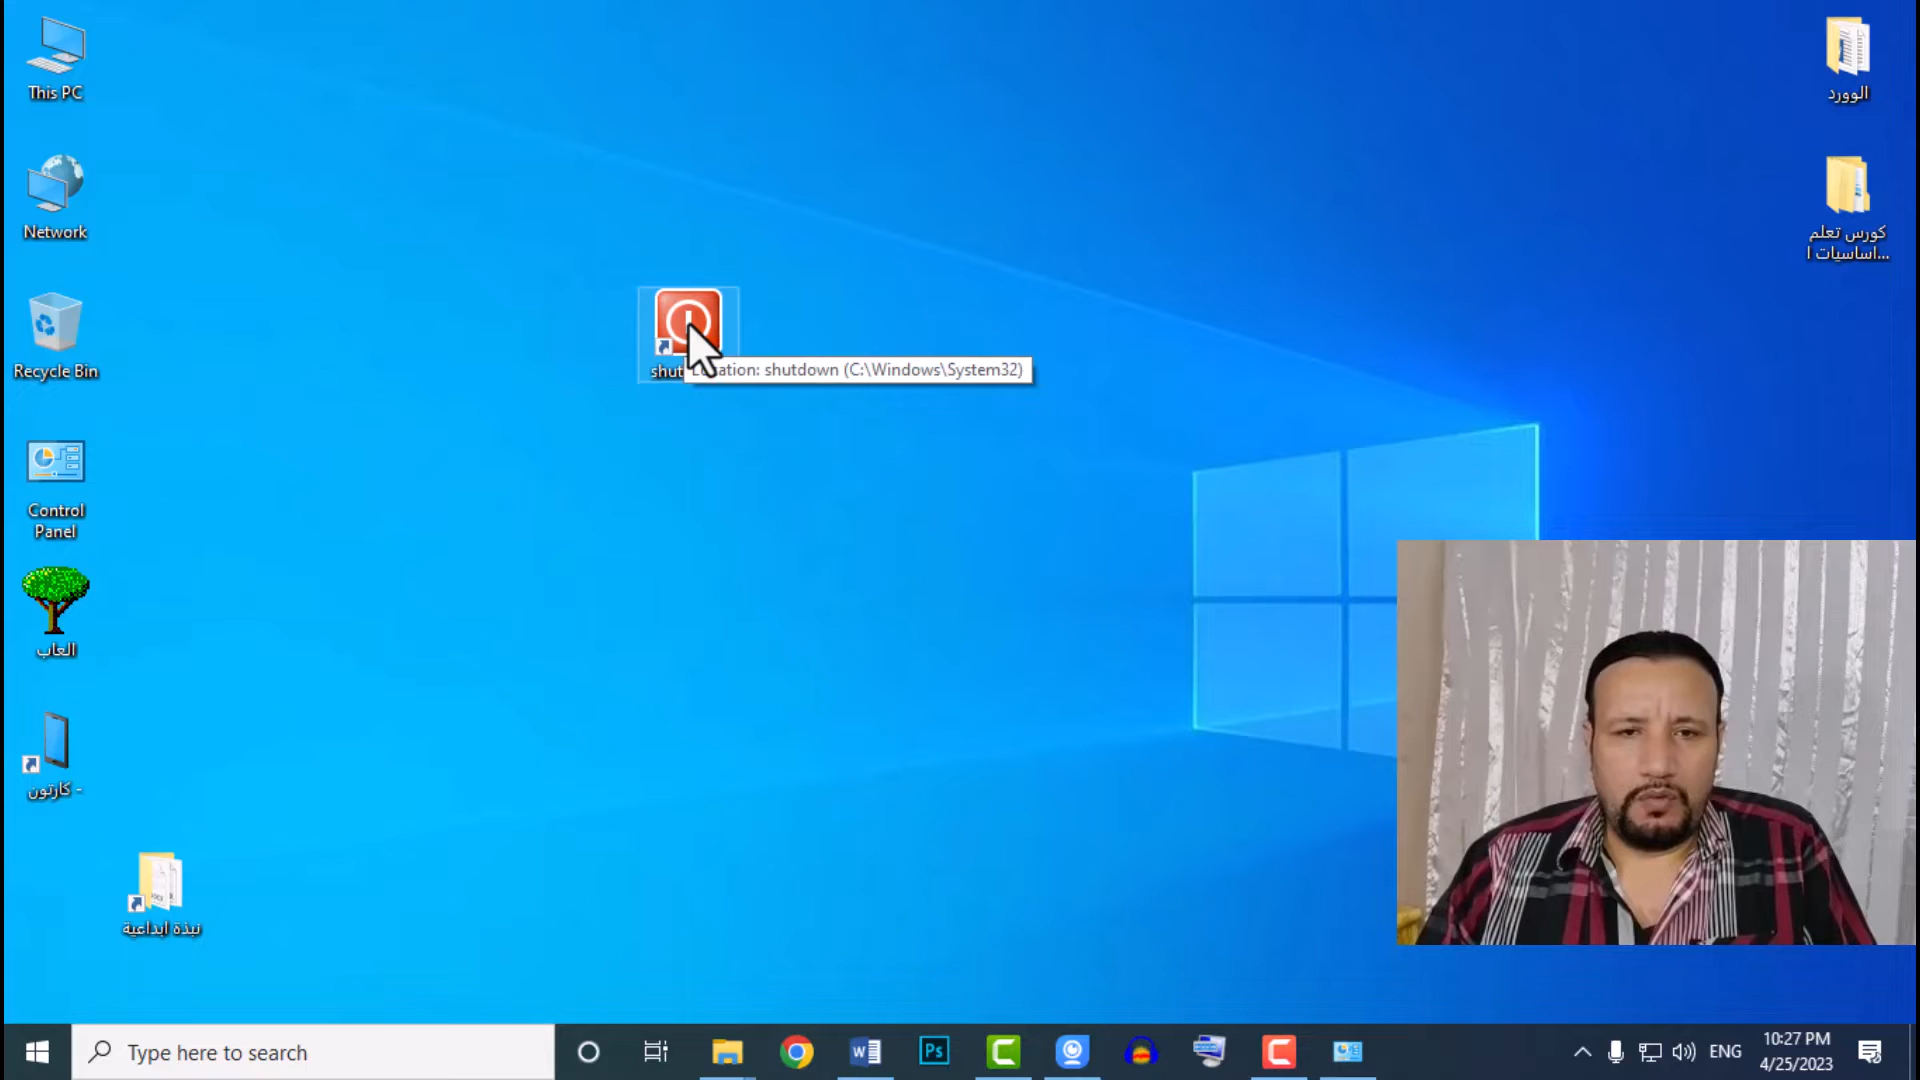 This PC
Network
Recycle Bin
Control
Panel
العاب
كارتون -
نبذة ابداعية
الوورد
كورس تعلم
اساسيات ا...
shut
ation: shutdown (C:\Windows\System32)
Type here to search
W
Ps
ENG
10:27 PM
4/25/2023